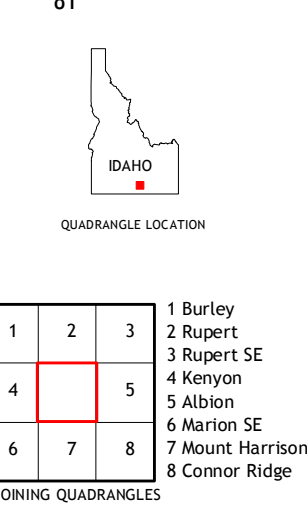 IDAHO
QUADRANGLE LOCATION
1 2 3
4 5
6 7 8
1 Burley
2 Rupert
3 Rupert SE
4 Kenyon
5 Albion
6 Marion SE
7 Mount Harrison
8 Connor Ridge
OINING QUADRANGLES